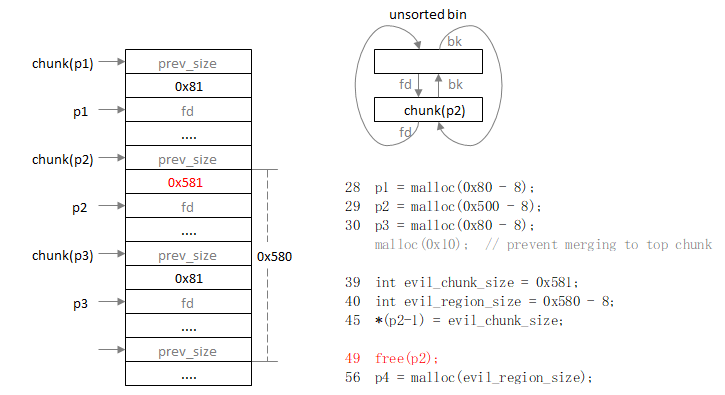 unsorted bin
bk
fd
bk
chunk(p2)
fd
chunk(p1)
prev_size
0x81
p1
fd
....
chunk(p2)
prev_size
0x581
p2
fd
....
chunk(p3)
prev_size
0x580
0x81
p3
fd
....
prev_size
....
28 p1 = malloc(0x80 - 8);
29 p2 = malloc(0x500 - 8);
30 p3 = malloc(0x80 - 8);
malloc(0x10); // prevent merging to top chunk
39 int evil_chunk_size = 0x581;
40 int evil_region_size = 0x580 - 8;
45 *(p2-1) = evil_chunk_size;
49 free(p2);
56 p4 = malloc(evil_region_size);